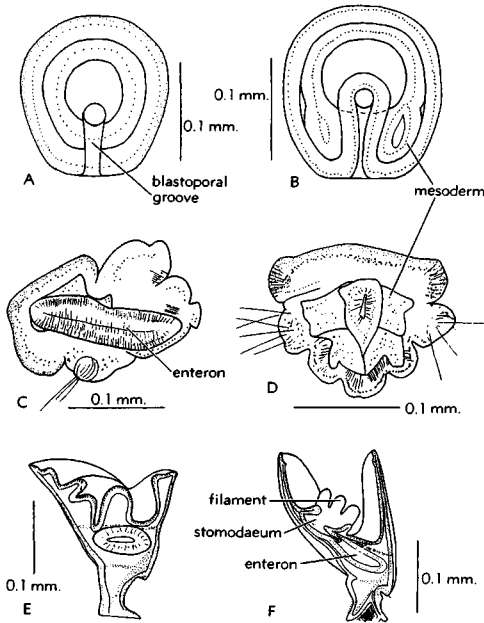 0.1 mm.
0.1 mm.
A
B
blastoporal
groove
mesoderm
enteron
C
0.1 mm.
D
0.1 mm.
filament
stomodaeum
enteron
0.1 mm.
E
F
0.1 mm.